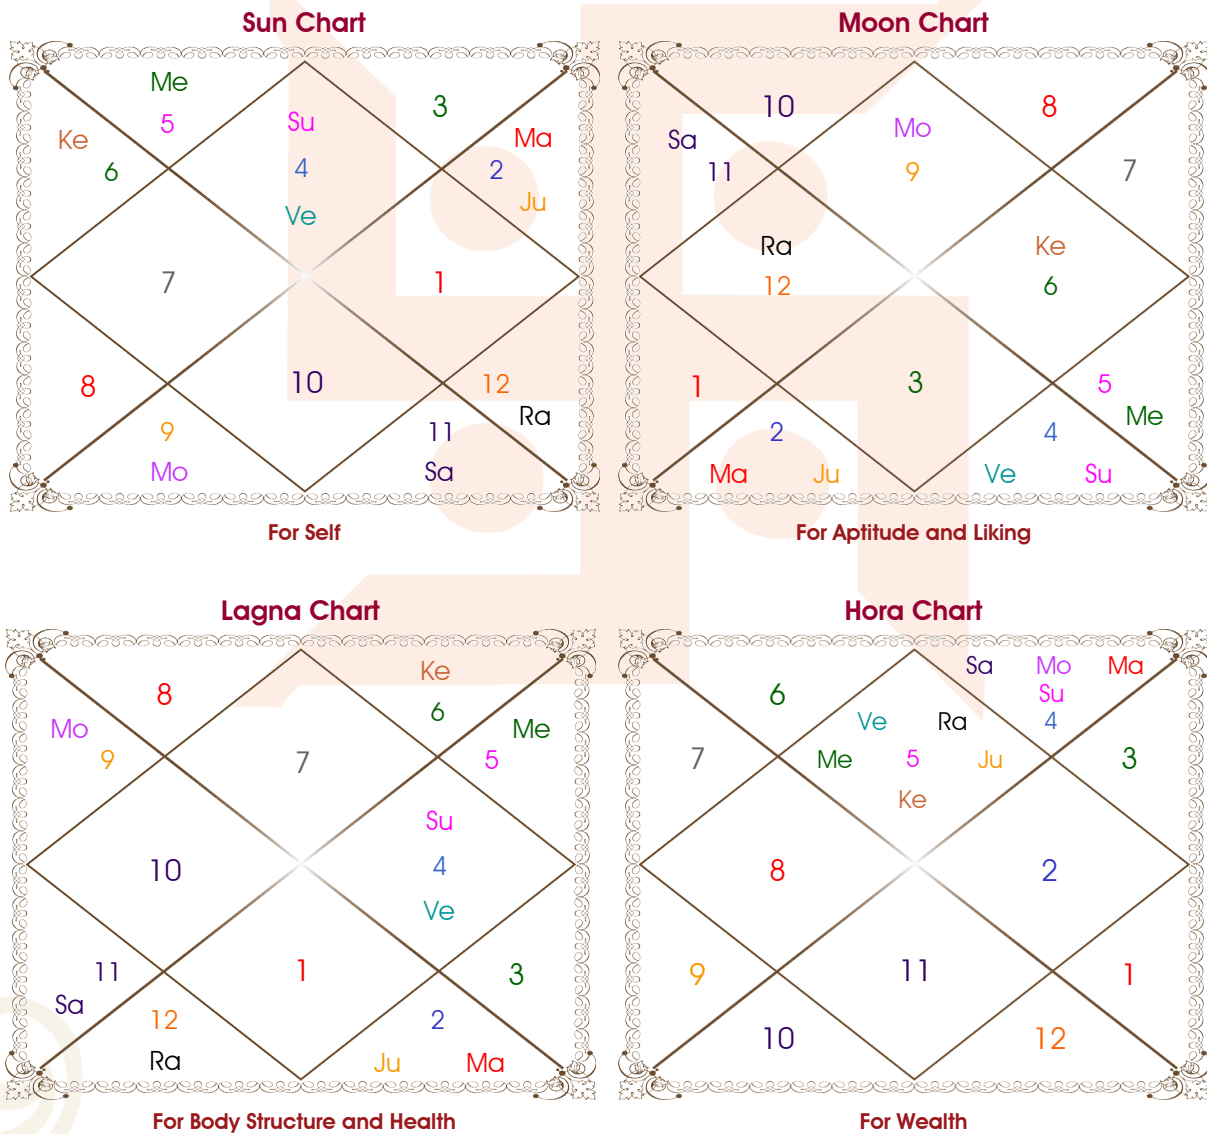 Sun Chart
Me
3
Ke
5
Su
Ma
6
4
2
Ve
Ju
7
1
8
10
12
9
11
Ra
Mo
Sa
For Self
Moon Chart
10
8
Sa
Mo
11
9
7
Ra
Ke
12
6
1
3
5
2
4
Me
Ma
Ju
Ve
Su
For Aptitude and Liking
Lagna Chart
8
Ke
Mo
6
Me
9
7
5
Su
10
4
Ve
11
1
3
Sa
12
2
Ra
Ju
Ma
For Body Structure and Health
Hora Chart
Sa
Mo
Ma
6
Su
Ve
Ra
4
7
Me
5
Ju
3
Ke
8
2
9
11
1
10
12
For Wealth